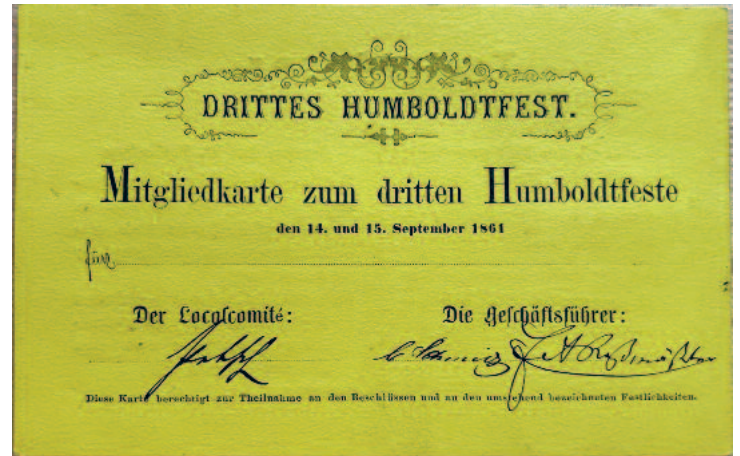 DRITTES HUMBOLDTFEST.
Mitgliedkarte zum dritten Humboldtfeste
den 14. und 15. September 1861
für
Der Localcomité: Die Geschäftsführer:
E. A. Roßmäßler
Diese Karte berechtigt zur Theilnahme an den Beschlüssen und an den umstehend bezeichneten Festlichkeiten.